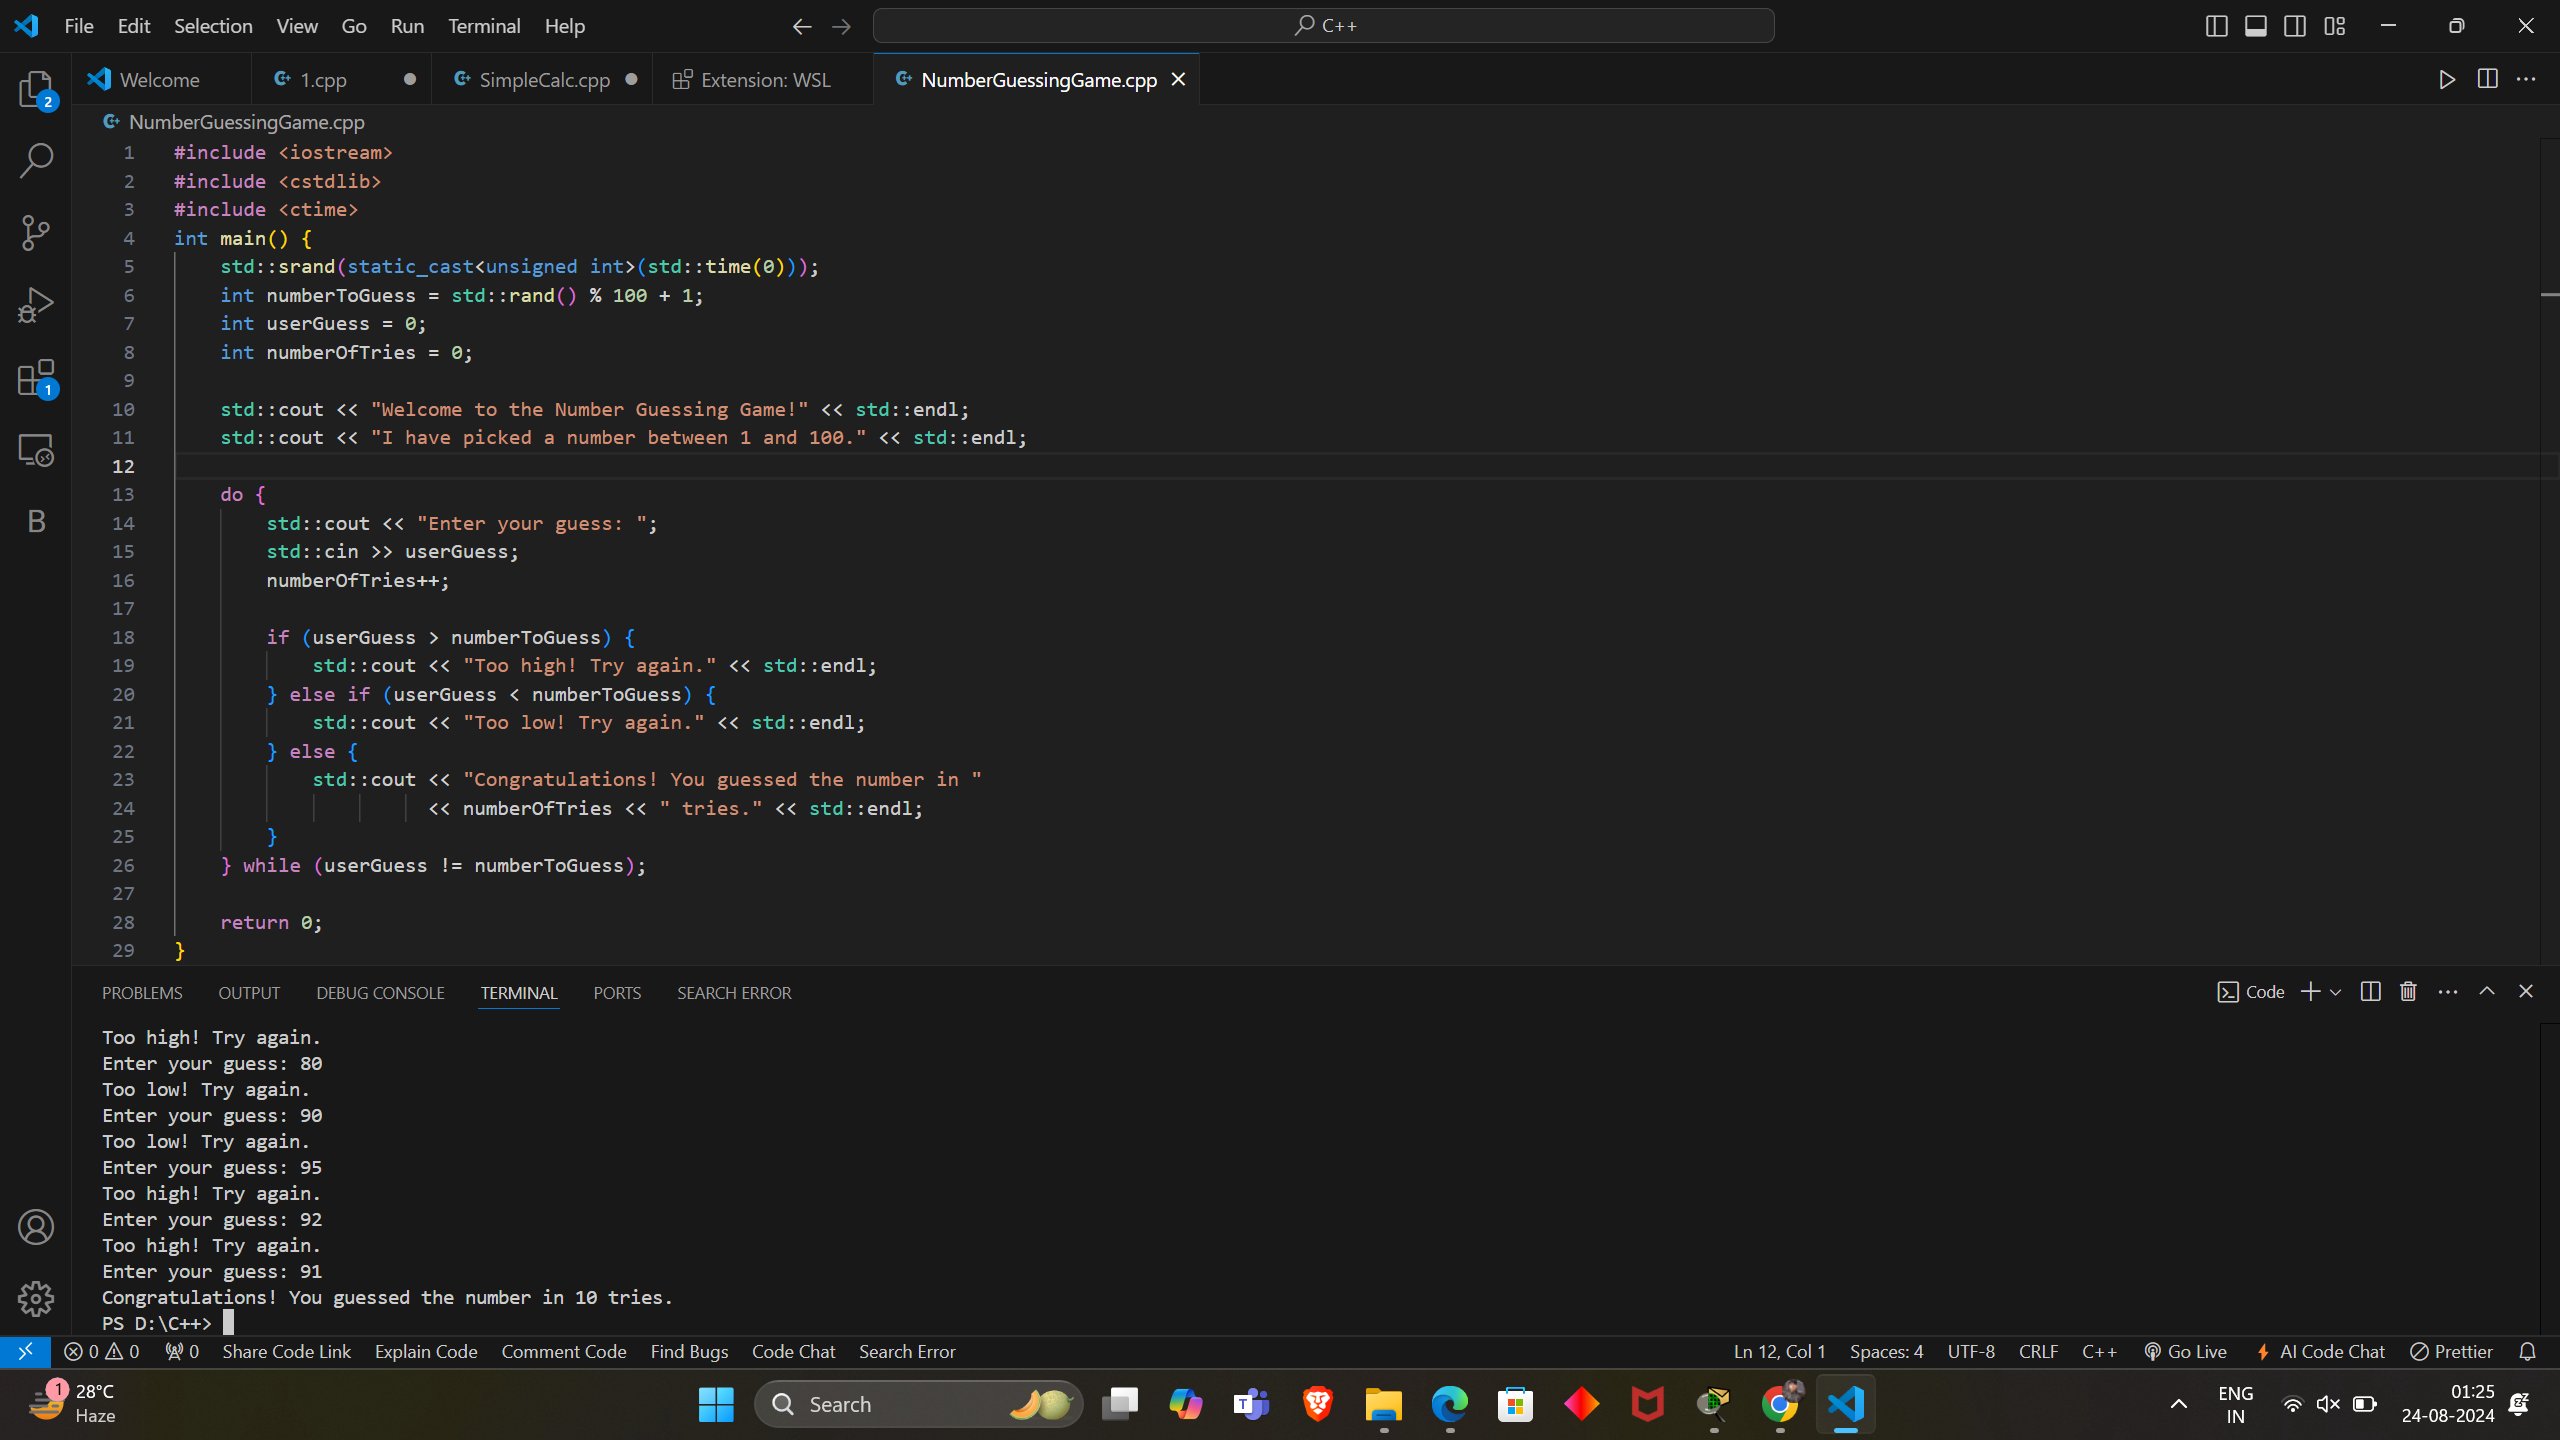 File Edit Selection View Go Run Terminal Help C++
Welcome 1.cpp SimpleCalc.cpp Extension: WSL NumberGuessingGame.cpp
NumberGuessingGame.cpp
1 #include <iostream>
2 #include <cstdlib>
3 #include <ctime>
4 int main() {
5 std::srand(static_cast<unsigned int>(std::time(0)));
6 int numberToGuess = std::rand() % 100 + 1;
7 int userGuess = 0;
8 int numberOfTries = 0;
9
10 std::cout << "Welcome to the Number Guessing Game!" << std::endl;
11 std::cout << "I have picked a number between 1 and 100." << std::endl;
12
13 do {
14 std::cout << "Enter your guess: ";
15 std::cin >> userGuess;
16 numberOfTries++;
17
18 if (userGuess > numberToGuess) {
19 std::cout << "Too high! Try again." << std::endl;
20 } else if (userGuess < numberToGuess) {
21 std::cout << "Too low! Try again." << std::endl;
22 } else {
23 std::cout << "Congratulations! You guessed the number in "
24 << numberOfTries << " tries." << std::endl;
25 }
26 } while (userGuess != numberToGuess);
27
28 return 0;
29 }
2
1
B
PROBLEMS OUTPUT DEBUG CONSOLE TERMINAL PORTS SEARCH ERROR Code
Too high! Try again.
Enter your guess: 80
Too low! Try again.
Enter your guess: 90
Too low! Try again.
Enter your guess: 95
Too high! Try again.
Enter your guess: 92
Too high! Try again.
Enter your guess: 91
Congratulations! You guessed the number in 10 tries.
PS D:\C++>
0 0 0 Share Code Link Explain Code Comment Code Find Bugs Code Chat Search Error Ln 12, Col 1 Spaces: 4 UTF-8 CRLF C++ Go Live AI Code Chat Prettier
1 28°C
Haze
Search
ENG
IN
01:25
24-08-2024